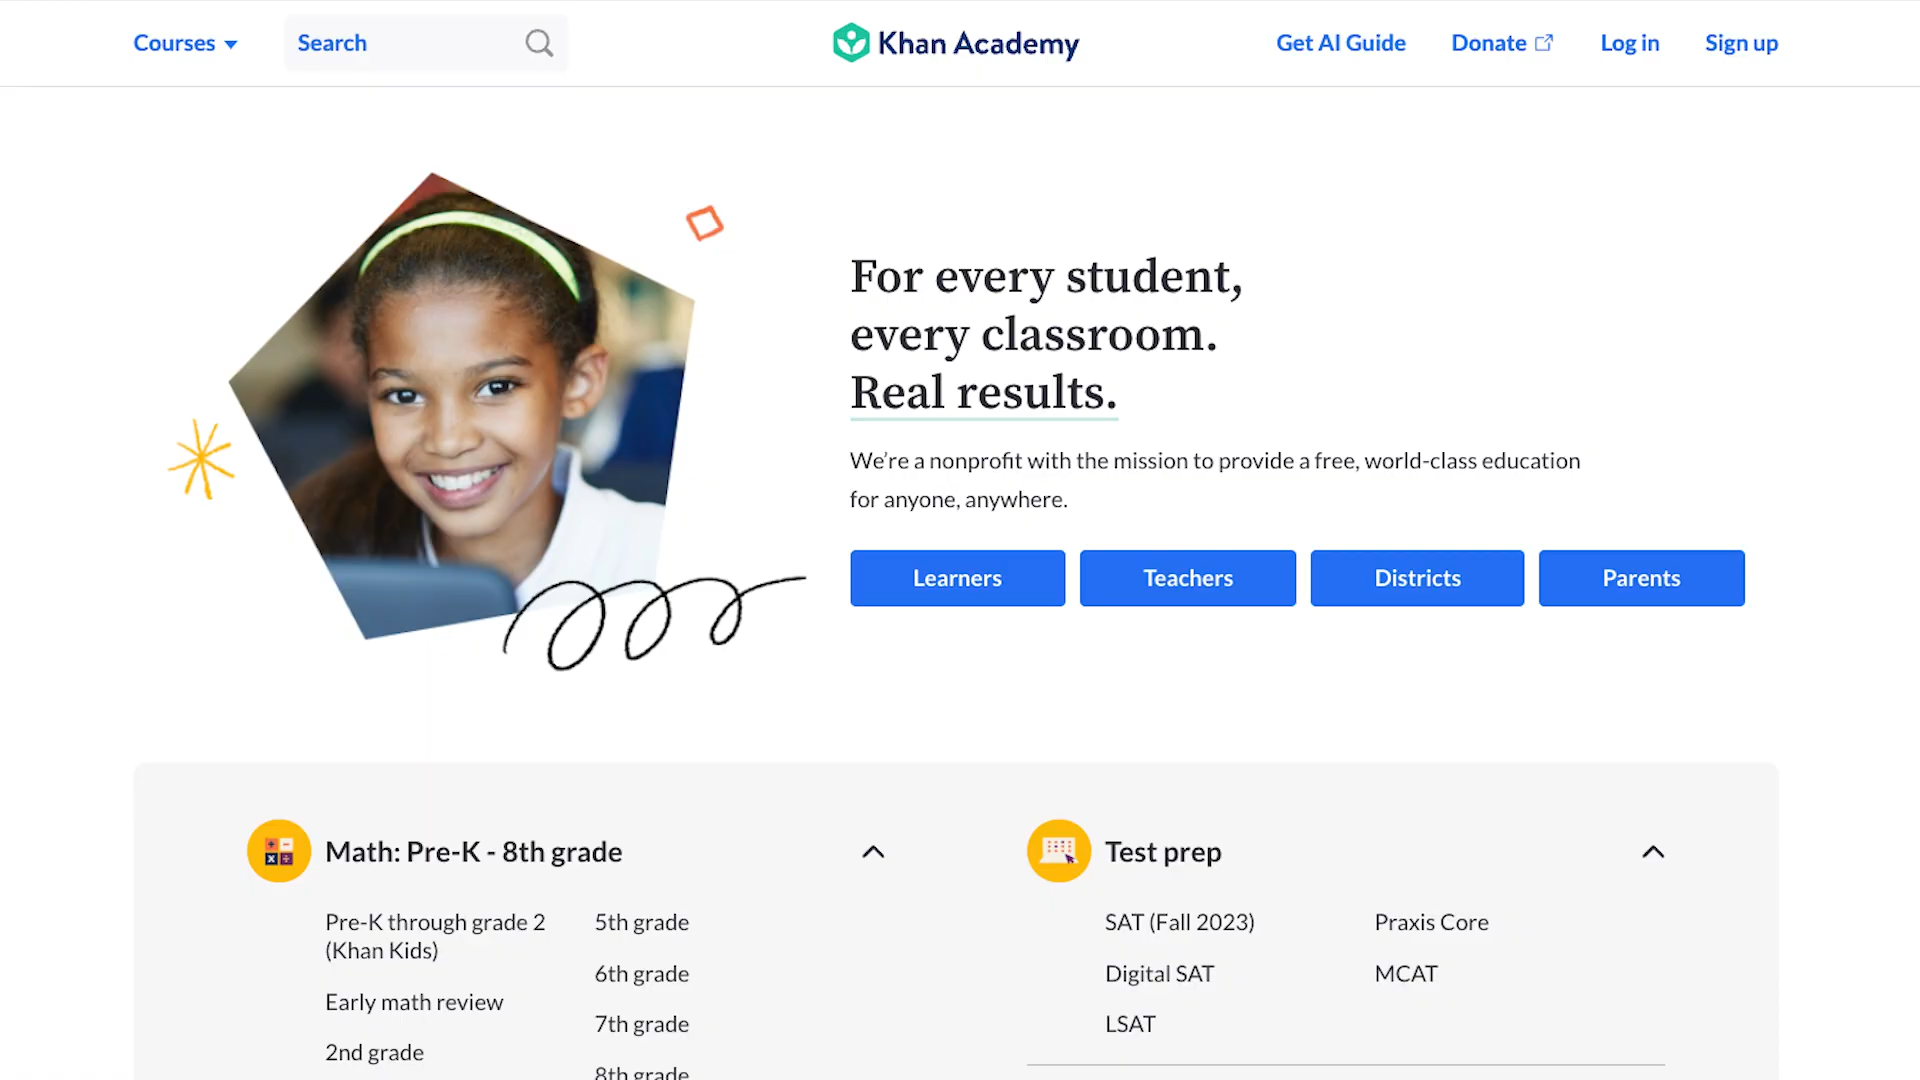 Courses
Search
Khan Academy
Get AI Guide
Donate
Log in
Sign up
For every student,
every classroom.
Real results.
We’re a nonprofit with the mission to provide a free, world-class education
for anyone, anywhere.
Learners
Teachers
Districts
Parents
Math: Pre-K - 8th grade
Pre-K through grade 2
(Khan Kids)
Early math review
2nd grade
5th grade
6th grade
7th grade
8th grade
Test prep
SAT (Fall 2023)
Digital SAT
LSAT
Praxis Core
MCAT